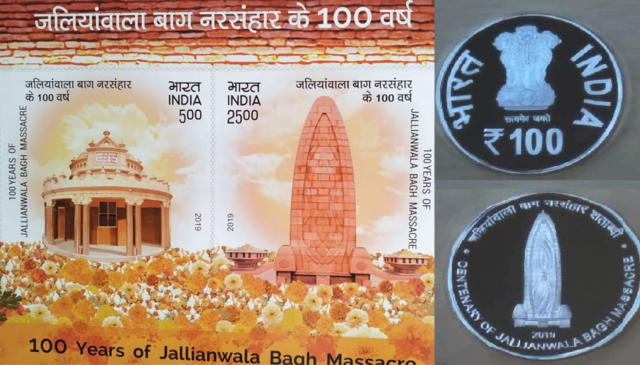 जलियांवाला बाग नरसंहार के 100 वर्ष
जलियांवाला बाग नरसंहार
के 100 वर्ष
भारत
INDIA
500
100 YEARS OF
JALLIANWALA BAGH MASSACRE
2019
भारत
INDIA
2500
जलियांवाला बाग नरसंहार
के 100 वर्ष
100 YEARS OF
JALLIANWALA BAGH MASSACRE
2019
100 Years of Jallianwala Bagh Massacre
भारत
INDIA
सत्यमेव जयते
₹ 100
जलियांवाला बाग नरसंहार शताब्दी
2019
CENTENARY OF JALLIANWALA BAGH MASSACRE